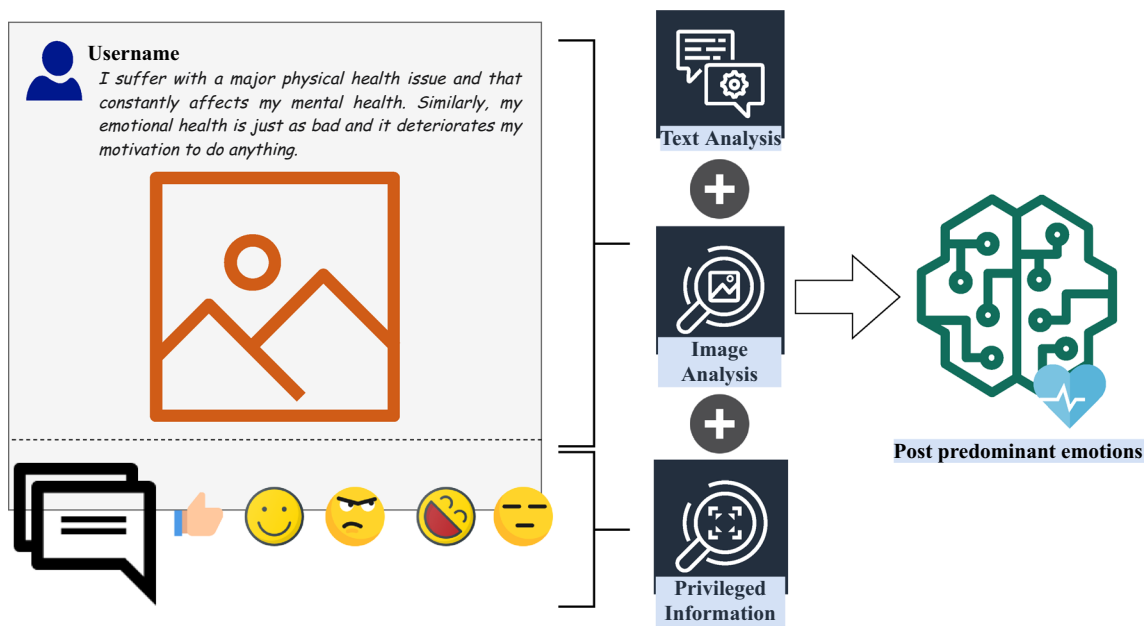 Username
I suffer with a major physical health issue and that
constantly affects my mental health. Similarly, my
emotional health is just as bad and it deteriorates my
motivation to do anything.
Text Analysis
Image
Analysis
Privileged
Information
Post predominant emotions